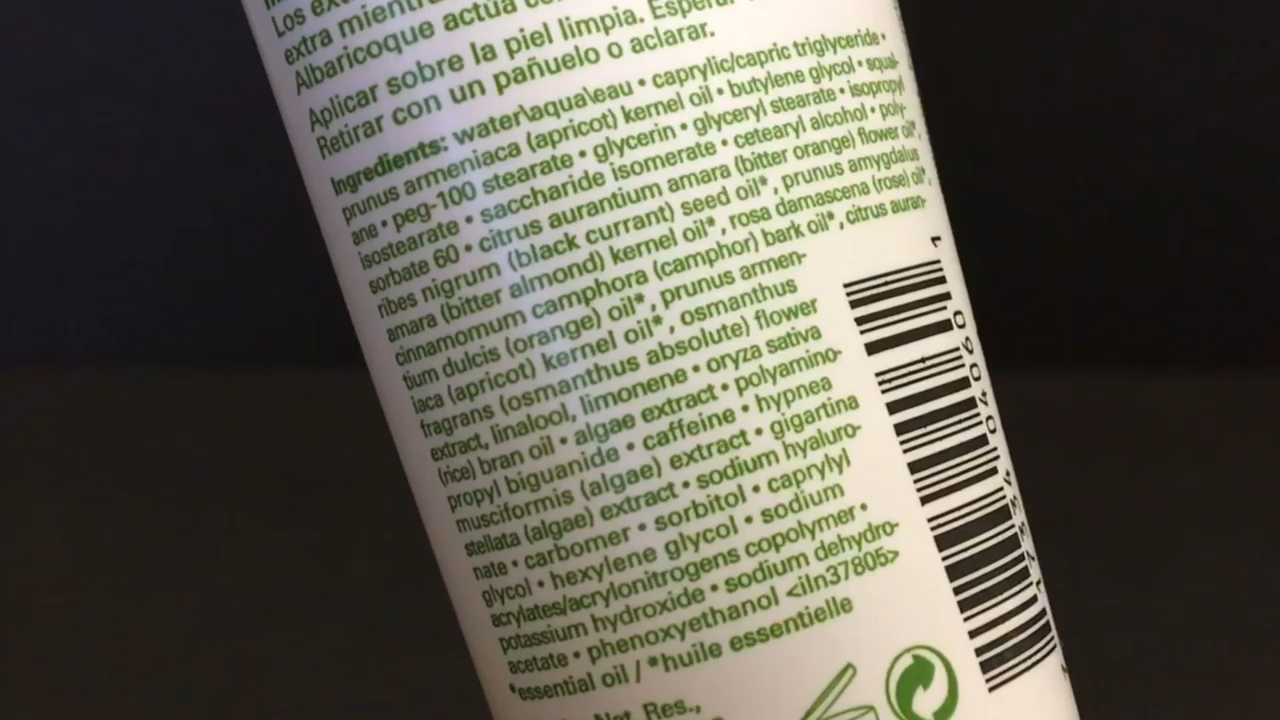 Los
extra mientra
Albaricoque actúa
Aplicar sobre la piel limpia.
Retirar con un pañuelo o aclarar.
Ingredients: water\aqua\eau • caprylic/capric triglyceride •
prunus armeniaca (apricot) kernel oil • butylene glycol • squal-
ane • peg-100 stearate • glycerin • glyceryl stearate • isopropyl
isostearate • saccharide isomerate • cetearyl alcohol • poly-
sorbate 60 • citrus aurantium amara (bitter orange) flower oil*,
ribes nigrum (black currant) seed oil*, prunus amygdalus
amara (bitter almond) kernel oil*, rosa damascena (rose) oil*,
cinnamomum camphora (camphor) bark oil*, citrus auran-
tium dulcis (orange) oil*, prunus armen-
iaca (apricot) kernel oil*, osmanthus
fragrans (osmanthus absolute) flower
extract, linalool, limonene • oryza sativa
(rice) bran oil • algae extract • polyamino-
propyl biguanide • caffeine • hypnea
musciformis (algae) extract • gigartina
stellata (algae) extract • sodium hyaluro-
nate • carbomer • sorbitol • caprylyl
glycol • hexylene glycol • sodium
acrylates/acrylonitrogens copolymer •
potassium hydroxide • sodium dehydro-
acetate • phenoxyethanol <iln37805>
*essential oil / *huile essentielle
Nat. Res.,
1
04060